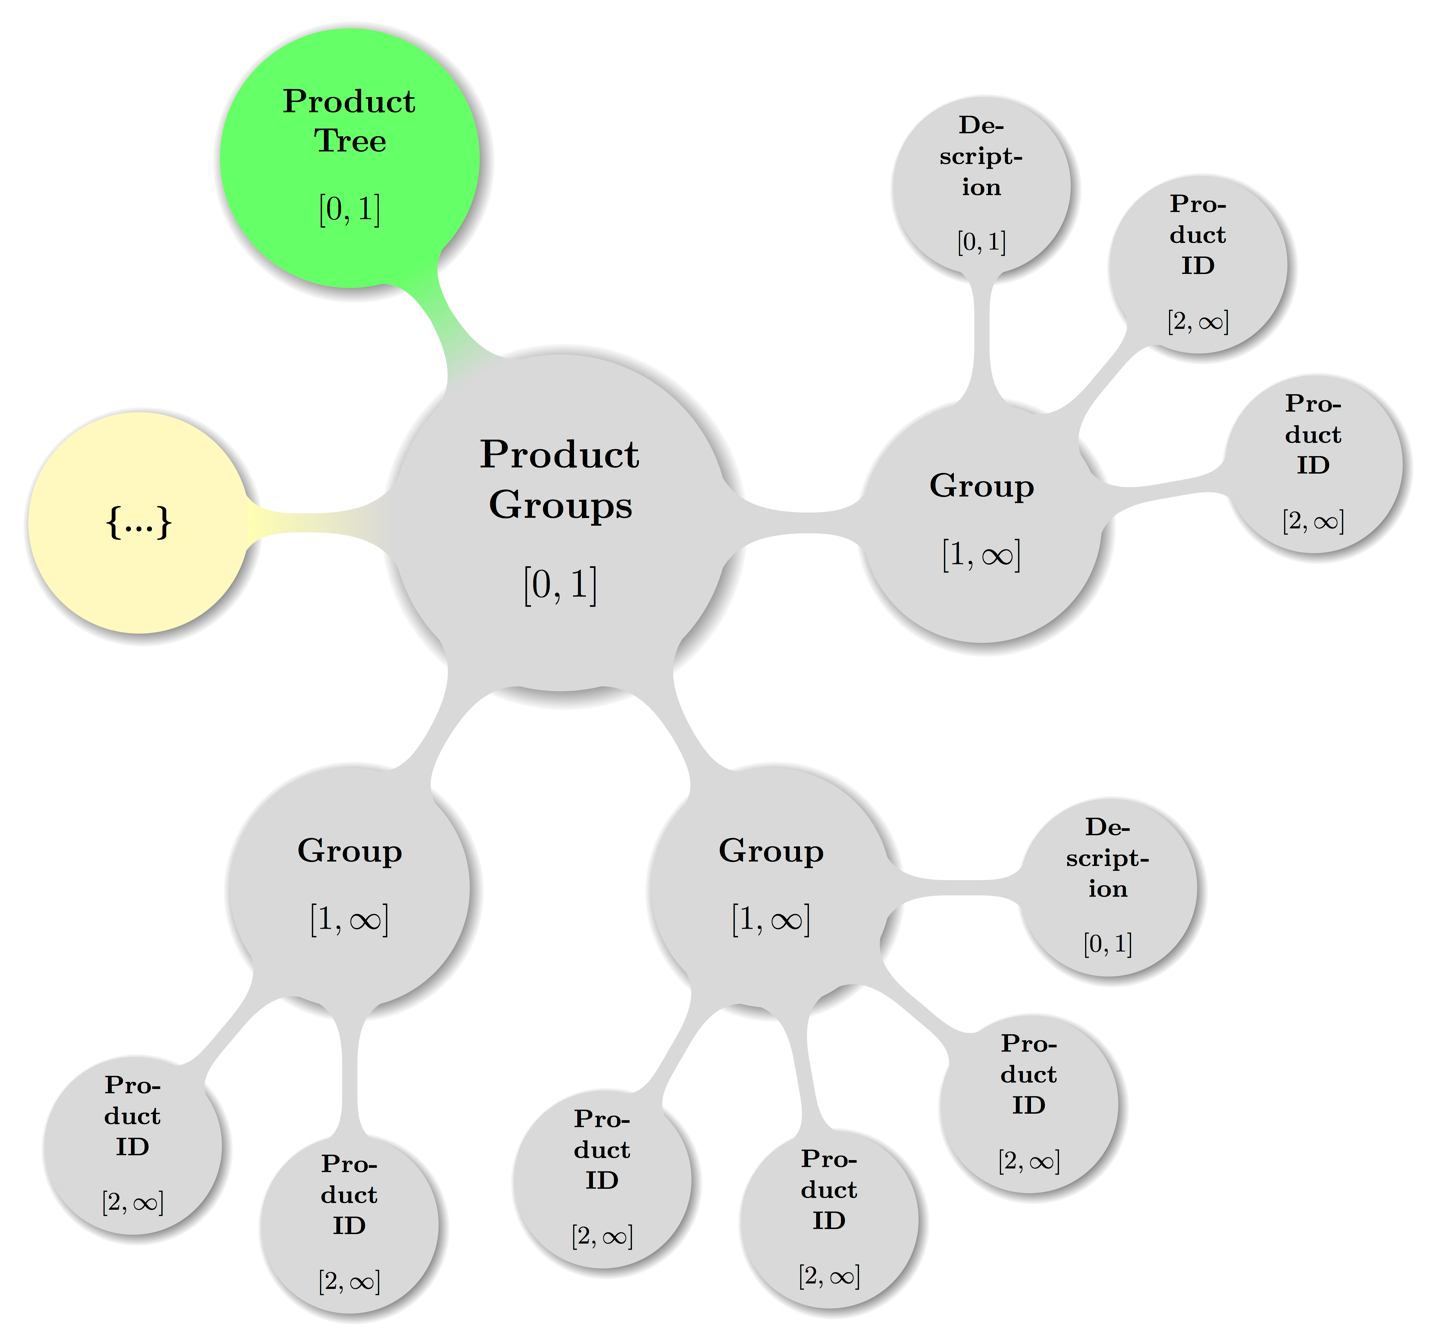 Product
Tree
[0, 1]
De-
script-
ion
[0, 1]
Pro-
duct
ID
[2, ∞]
Pro-
duct
ID
[2, ∞]
{...}
Product
Groups
[0, 1]
Group
[1, ∞]
Group
[1, ∞]
Group
[1, ∞]
De-
script-
ion
[0, 1]
Pro-
duct
ID
[2, ∞]
Pro-
duct
ID
[2, ∞]
Pro-
duct
ID
[2, ∞]
Pro-
duct
ID
[2, ∞]
Pro-
duct
ID
[2, ∞]